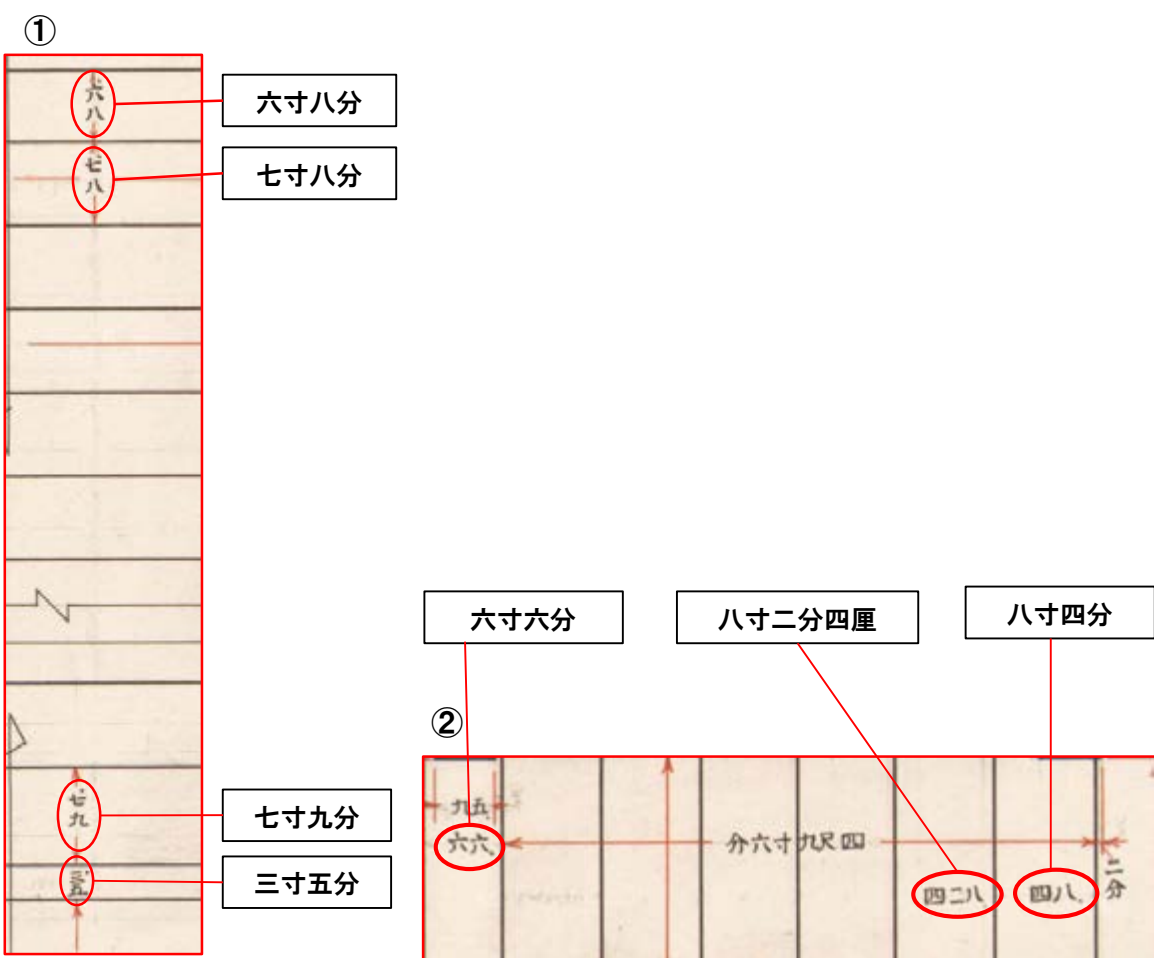 ①
六八
六寸八分
七八
七寸八分
七九
七寸九分
三五
三寸五分
六寸六分
八寸二分四厘
八寸四分
②
九五
六六
分六寸九尺四
四二八
四八
二分